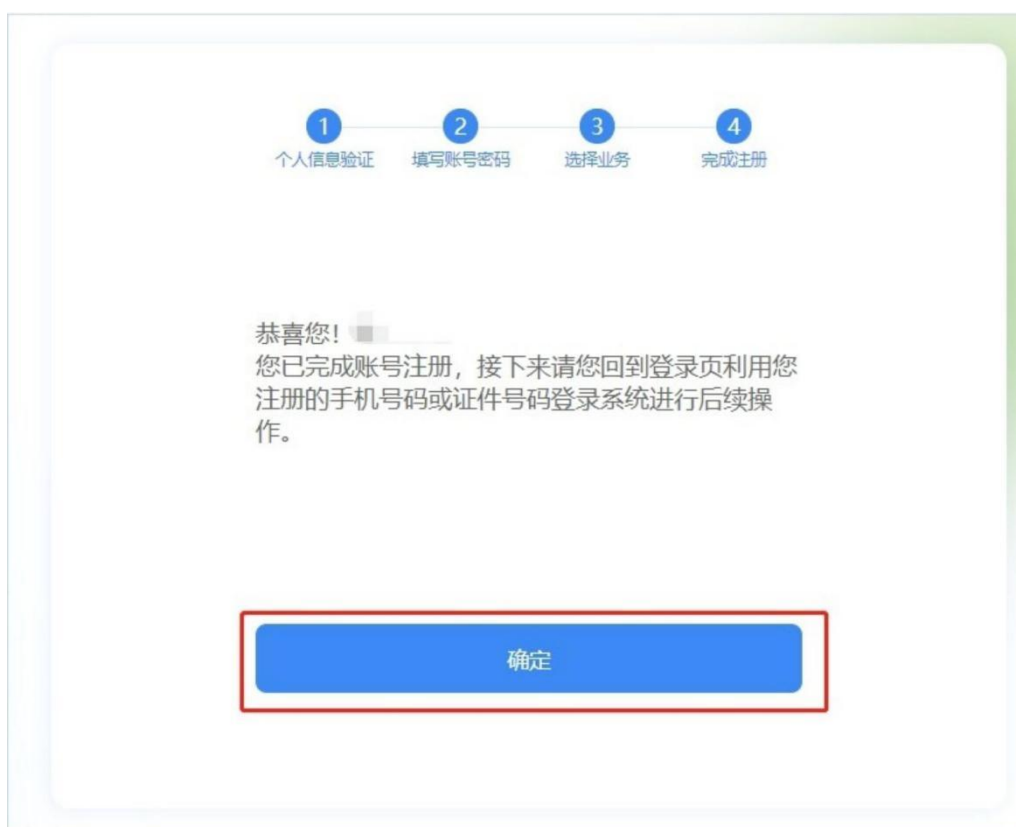 1 2 3 4
个人信息验证 填写账号密码 选择业务 完成注册
恭喜您！
您已完成账号注册，接下来请您回到登录页利用您
注册的手机号码或证件号码登录系统进行后续操
作。
确定